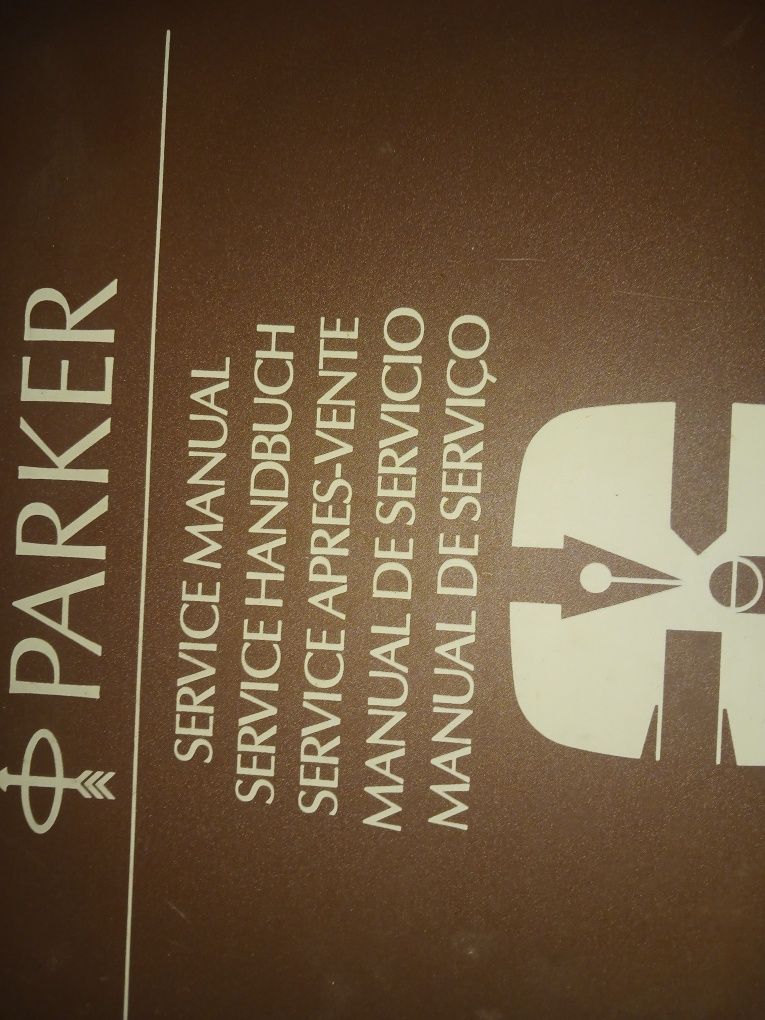 PARKER
SERVICE MANUAL
SERVICE HANDBUCH
SERVICE APRES-VENTE
MANUAL DE SERVICIO
MANUAL DE SERVIÇO